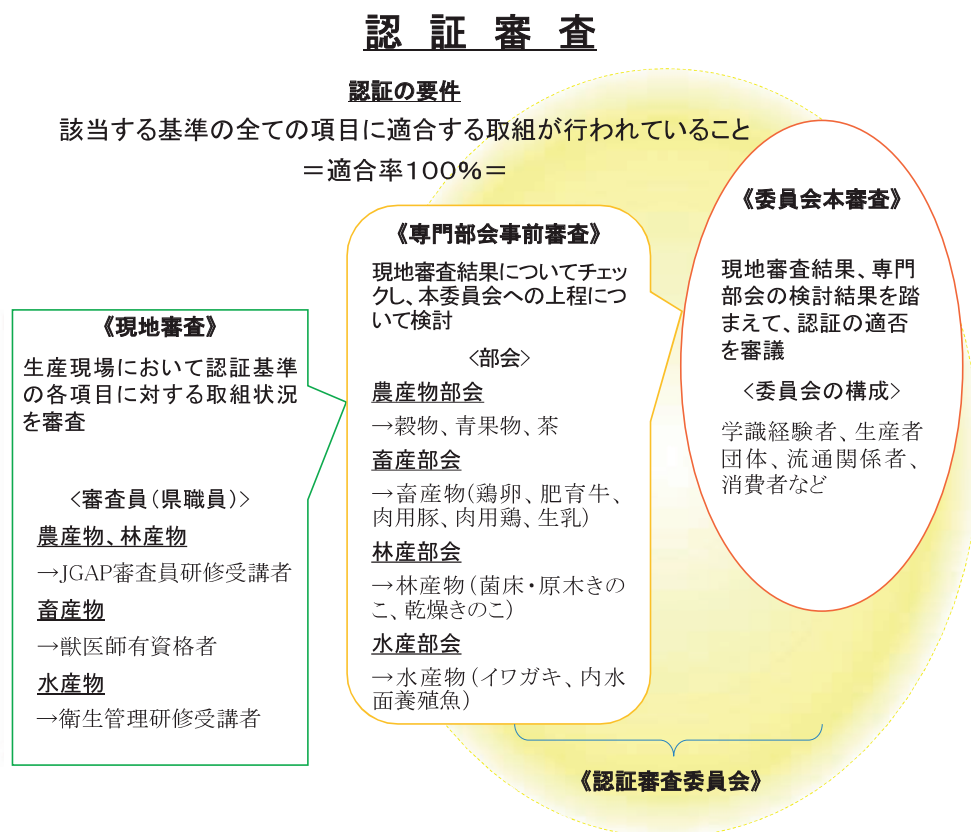 認証審査
認証の要件
該当する基準の全ての項目に適合する取組が行われていること
＝適合率１００％＝
《現地審査》
生産現場において認証基準
の各項目に対する取組状況
を審査
＜審査員（県職員）＞
農産物、林産物
→JGAP審査員研修受講者
畜産物
→獣医師有資格者
水産物
→衛生管理研修受講者
《専門部会事前審査》
現地審査結果についてチェッ
クし、本委員会への上程につ
いて検討
＜部会＞
農産物部会
→穀物、青果物、茶
畜産部会
→畜産物（鶏卵、肥育牛、
肉用豚、肉用鶏、生乳）
林産部会
→林産物（菌床・原木きの
こ、乾燥きのこ）
水産部会
→水産物（イワガキ、内水
面養殖魚）
《委員会本審査》
現地審査結果、専門
部会の検討結果を踏
まえて、認証の適否
を審議
＜委員会の構成＞
学識経験者、生産者
団体、流通関係者、
消費者など
《認証審査委員会》